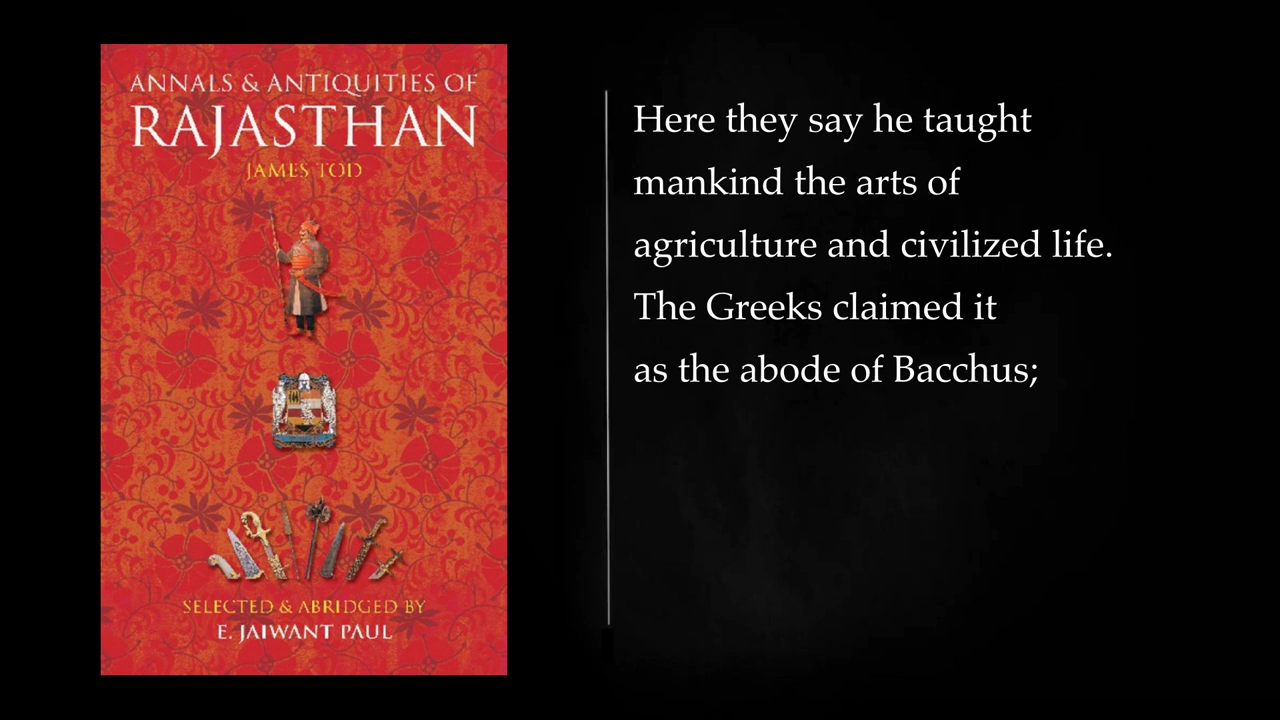 ANNALS & ANTIQUITIES OF
RAJASTHAN
JAMES TOD
SELECTED & ABRIDGED BY
E. JAIWANT PAUL
Here they say he taught
mankind the arts of
agriculture and civilized life.
The Greeks claimed it
as the abode of Bacchus;